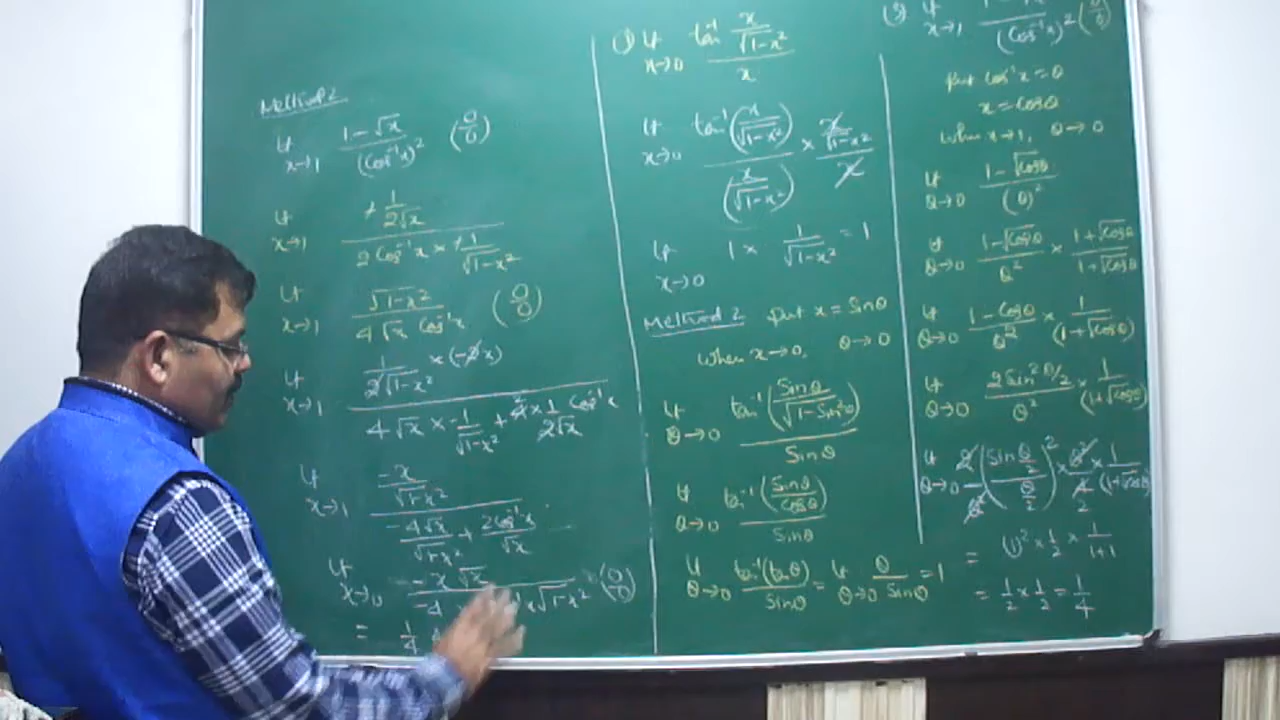 Method 2
lt x→1 (1-√x)/(cos⁻¹x)² (0/0)
lt x→1 (+1/(2√x))/(2 cos⁻¹x × +1/√(1-x²))
lt x→1 √(1-x²)/(4√x cos⁻¹x) (0/0)
lt x→1 (1/(2√(1-x²)) × (-2x))/(4√x × -1/√(1-x²) + 4 × 1/(2√x) cos⁻¹x)
lt x→1 (-x/√(1-x²))/(-4√x/√(1-x²) + 2cos⁻¹x/√x)
lt x→0 -x√x/-4 x√(1-x²) (0/0)
= 1/4
(1) lt x→0 (tan⁻¹ x/√(1-x²))/x
lt x→0 tan⁻¹(x/√(1-x²))/(x/√(1-x²)) × (x/√(1-x²))/x
lt x→0 1 × 1/√(1-x²) = 1
Method 2 put x = Sinθ
when x→0, θ→0
lt θ→0 tan⁻¹(Sinθ/√(1-Sin²θ))/Sinθ
lt θ→0 tan⁻¹(Sinθ/Cosθ)/Sinθ
lt θ→0 tan⁻¹(tanθ)/Sinθ = lt θ→0 θ/Sinθ = 1
lt x→1 /(Cos⁻¹x)² (0/0)
put Cos⁻¹x = θ
x = Cosθ
when x→1, θ→0
lt θ→0 (1-√Cosθ)/(θ)²
lt θ→0 (1-√Cosθ)/θ² × (1+√Cosθ)/(1+√Cosθ)
lt θ→0 (1-Cosθ)/θ² × 1/(1+√Cosθ)
lt θ→0 (2Sin²θ/2)/θ² × 1/(1+√Cosθ)
lt θ→0 2/θ² ((Sin θ/2)/(θ/2))² × θ²/4 × 1/(1+√Cosθ)
= (1)² × 1/2 × 1/(1+1)
= 1/2 × 1/2 = 1/4